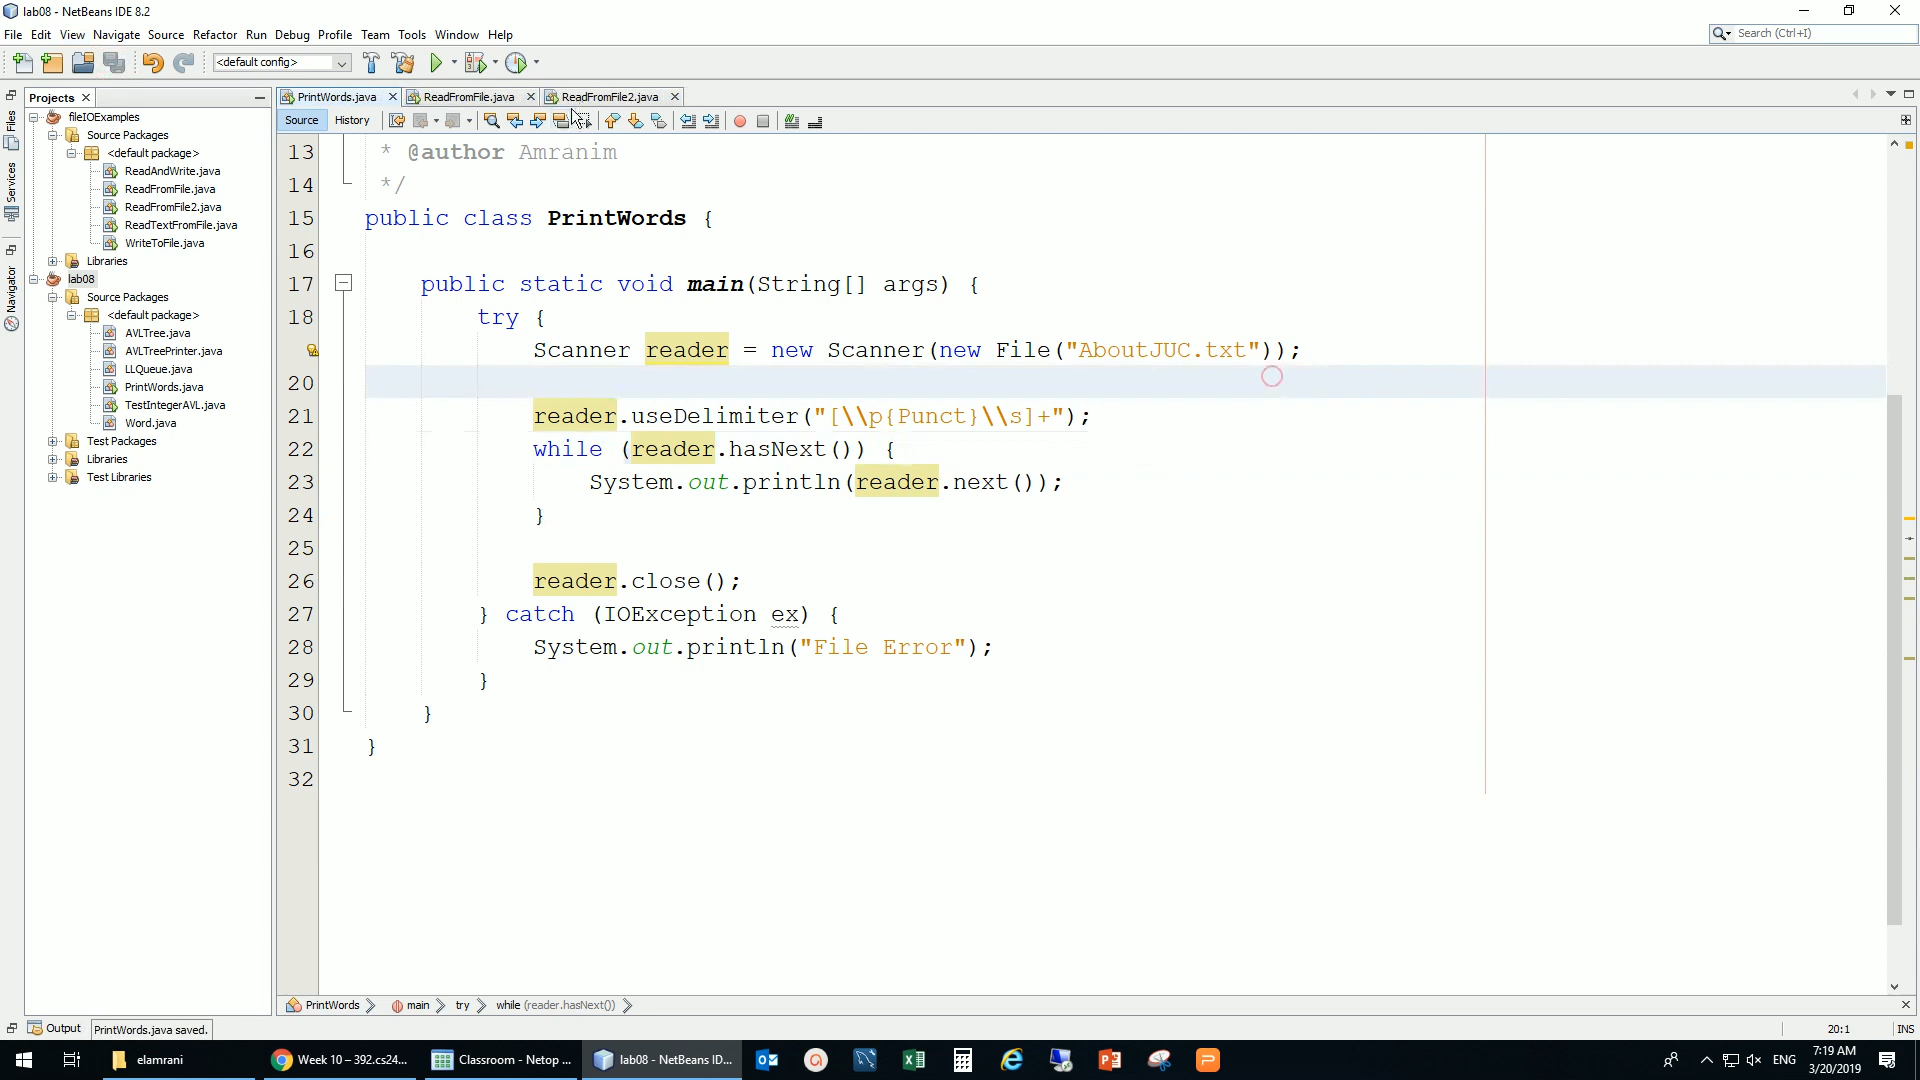 lab08 - NetBeans IDE 8.2
File Edit View Navigate Source Refactor Run Debug Profile Team Tools Window Help
Search (Ctrl+I)
<default config>
Projects
PrintWords.java ReadFromFile.java ReadFromFile2.java
Source History
Files
Services
Navigator
fileIOExamples
Source Packages
<default package>
ReadAndWrite.java
ReadFromFile.java
ReadFromFile2.java
ReadTextFromFile.java
WriteToFile.java
Libraries
lab08
Source Packages
<default package>
AVLTree.java
AVLTreePrinter.java
LLQueue.java
PrintWords.java
TestIntegerAVL.java
Word.java
Test Packages
Libraries
Test Libraries
13 * @author Amranim
14 */
15 public class PrintWords {
16
17 public static void main(String[] args) {
18 try {
Scanner reader = new Scanner(new File("AboutJUC.txt"));
20
21 reader.useDelimiter("[\\p{Punct}\\s]+");
22 while (reader.hasNext()) {
23 System.out.println(reader.next());
24 }
25
26 reader.close();
27 } catch (IOException ex) {
28 System.out.println("File Error");
29 }
30 }
31 }
32
PrintWords main try while (reader.hasNext())
Output PrintWords.java saved.
20:1 INS
elamrani
Week 10 – 392.cs24...
Classroom - Netop ...
lab08 - NetBeans ID...
ENG
7:19 AM
3/20/2019